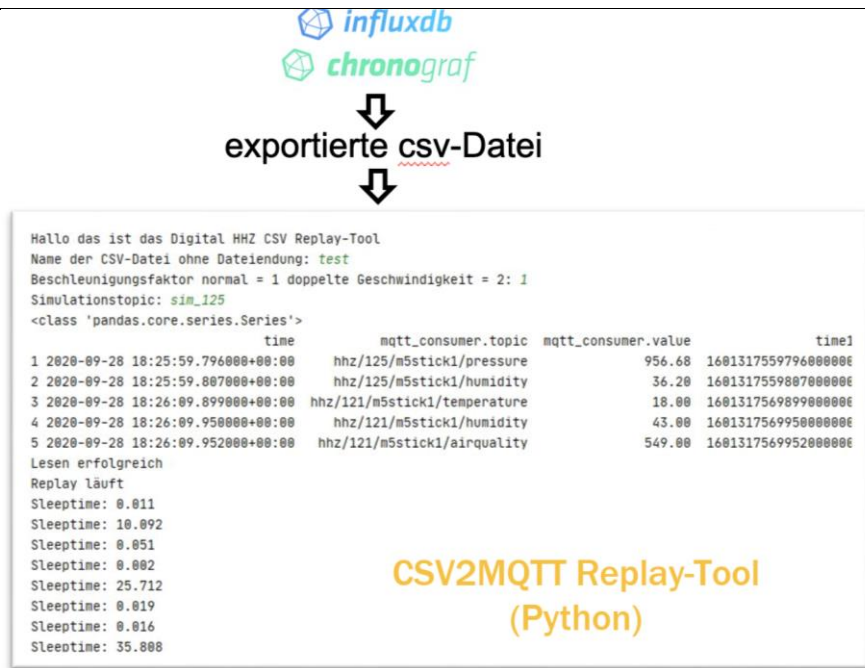 influxdb
chronograf
exportierte csv-Datei
Hallo das ist das Digital HHZ CSV Replay-Tool
Name der CSV-Datei ohne Dateiendung: test
Beschleunigungsfaktor normal = 1 doppelte Geschwindigkeit = 2: 1
Simulationstopic: sim_125
<class 'pandas.core.series.Series'>
time mqtt_consumer.topic mqtt_consumer.value time1
1 2020-09-28 18:25:59.796000+00:00 hhz/125/m5stick1/pressure 956.68 1601317559796000000
2 2020-09-28 18:25:59.807000+00:00 hhz/125/m5stick1/humidity 36.20 1601317559807000000
3 2020-09-28 18:26:09.899000+00:00 hhz/121/m5stick1/temperature 18.00 1601317569899000000
4 2020-09-28 18:26:09.950000+00:00 hhz/121/m5stick1/humidity 43.00 1601317569950000000
5 2020-09-28 18:26:09.952000+00:00 hhz/121/m5stick1/airquality 549.00 1601317569952000000
Lesen erfolgreich
Replay läuft
Sleeptime: 0.011
Sleeptime: 10.092
Sleeptime: 0.051
Sleeptime: 0.002
Sleeptime: 25.712
Sleeptime: 0.019
Sleeptime: 0.016
Sleeptime: 35.808
CSV2MQTT Replay-Tool
(Python)